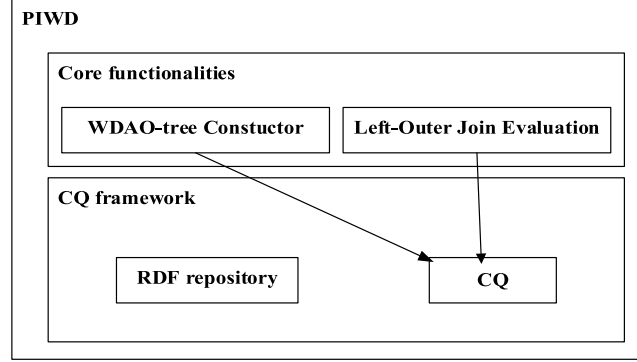 PIWD
Core functionalities
WDAO-tree Constuctor
Left-Outer Join Evaluation
CQ framework
RDF repository
CQ